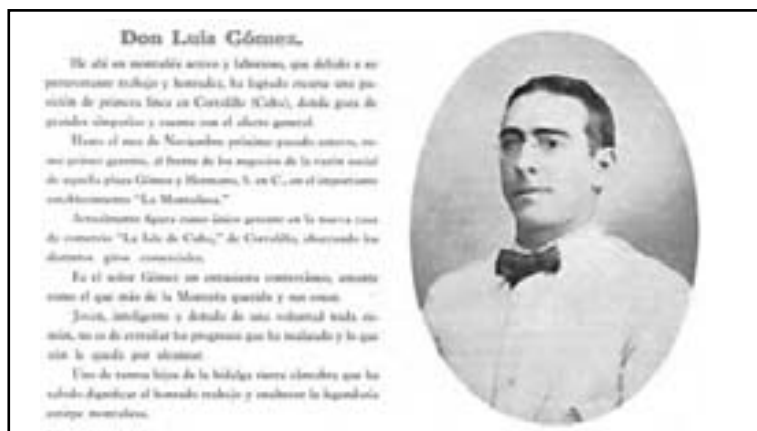 Don Luis Gómez.
He ahí un montañés activo y laborioso, que debido a su
perseverante trabajo y honradez, ha logrado crearse una po-
sición de primera línea en Corralillo (Cuba), donde goza de
grandes simpatías y cuenta con el afecto general.
Hasta el mes de Noviembre próximo pasado estuvo, co-
mo primer gerente, al frente de los negocios de la razón social
de aquella plaza Gómez y Hermano, S. en C., en el importante
establecimiento "La Montañesa."
Actualmente figura como único gerente en la nueva casa
de comercio "La Isla de Cuba," de Corralillo, abarcando los
distintos giros comerciales.
Es el señor Gómez un entusiasta conterráneo, amante
como el que más de la Montaña querida y sus cosas.
Joven, inteligente y dotado de una voluntad nada co-
mún, no es de extrañar los progresos que ha realizado y lo que
aún le queda por alcanzar.
Uno de tantos hijos de la hidalga tierra cántabra que ha
sabido dignificar el honrado trabajo y enaltecer la legendaria
estirpe montañesa.